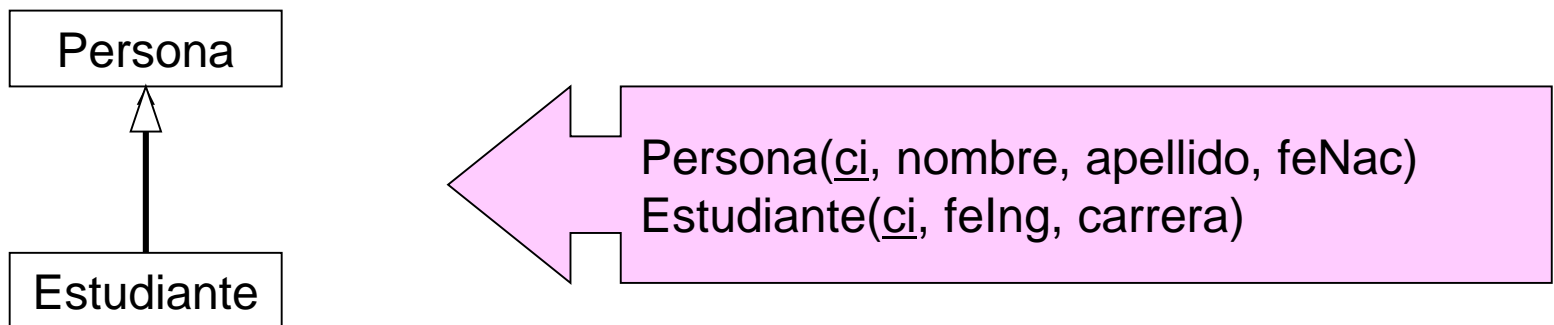 Persona
Persona(ci, nombre, apellido, feNac)
Estudiante(ci, feIng, carrera)
Estudiante